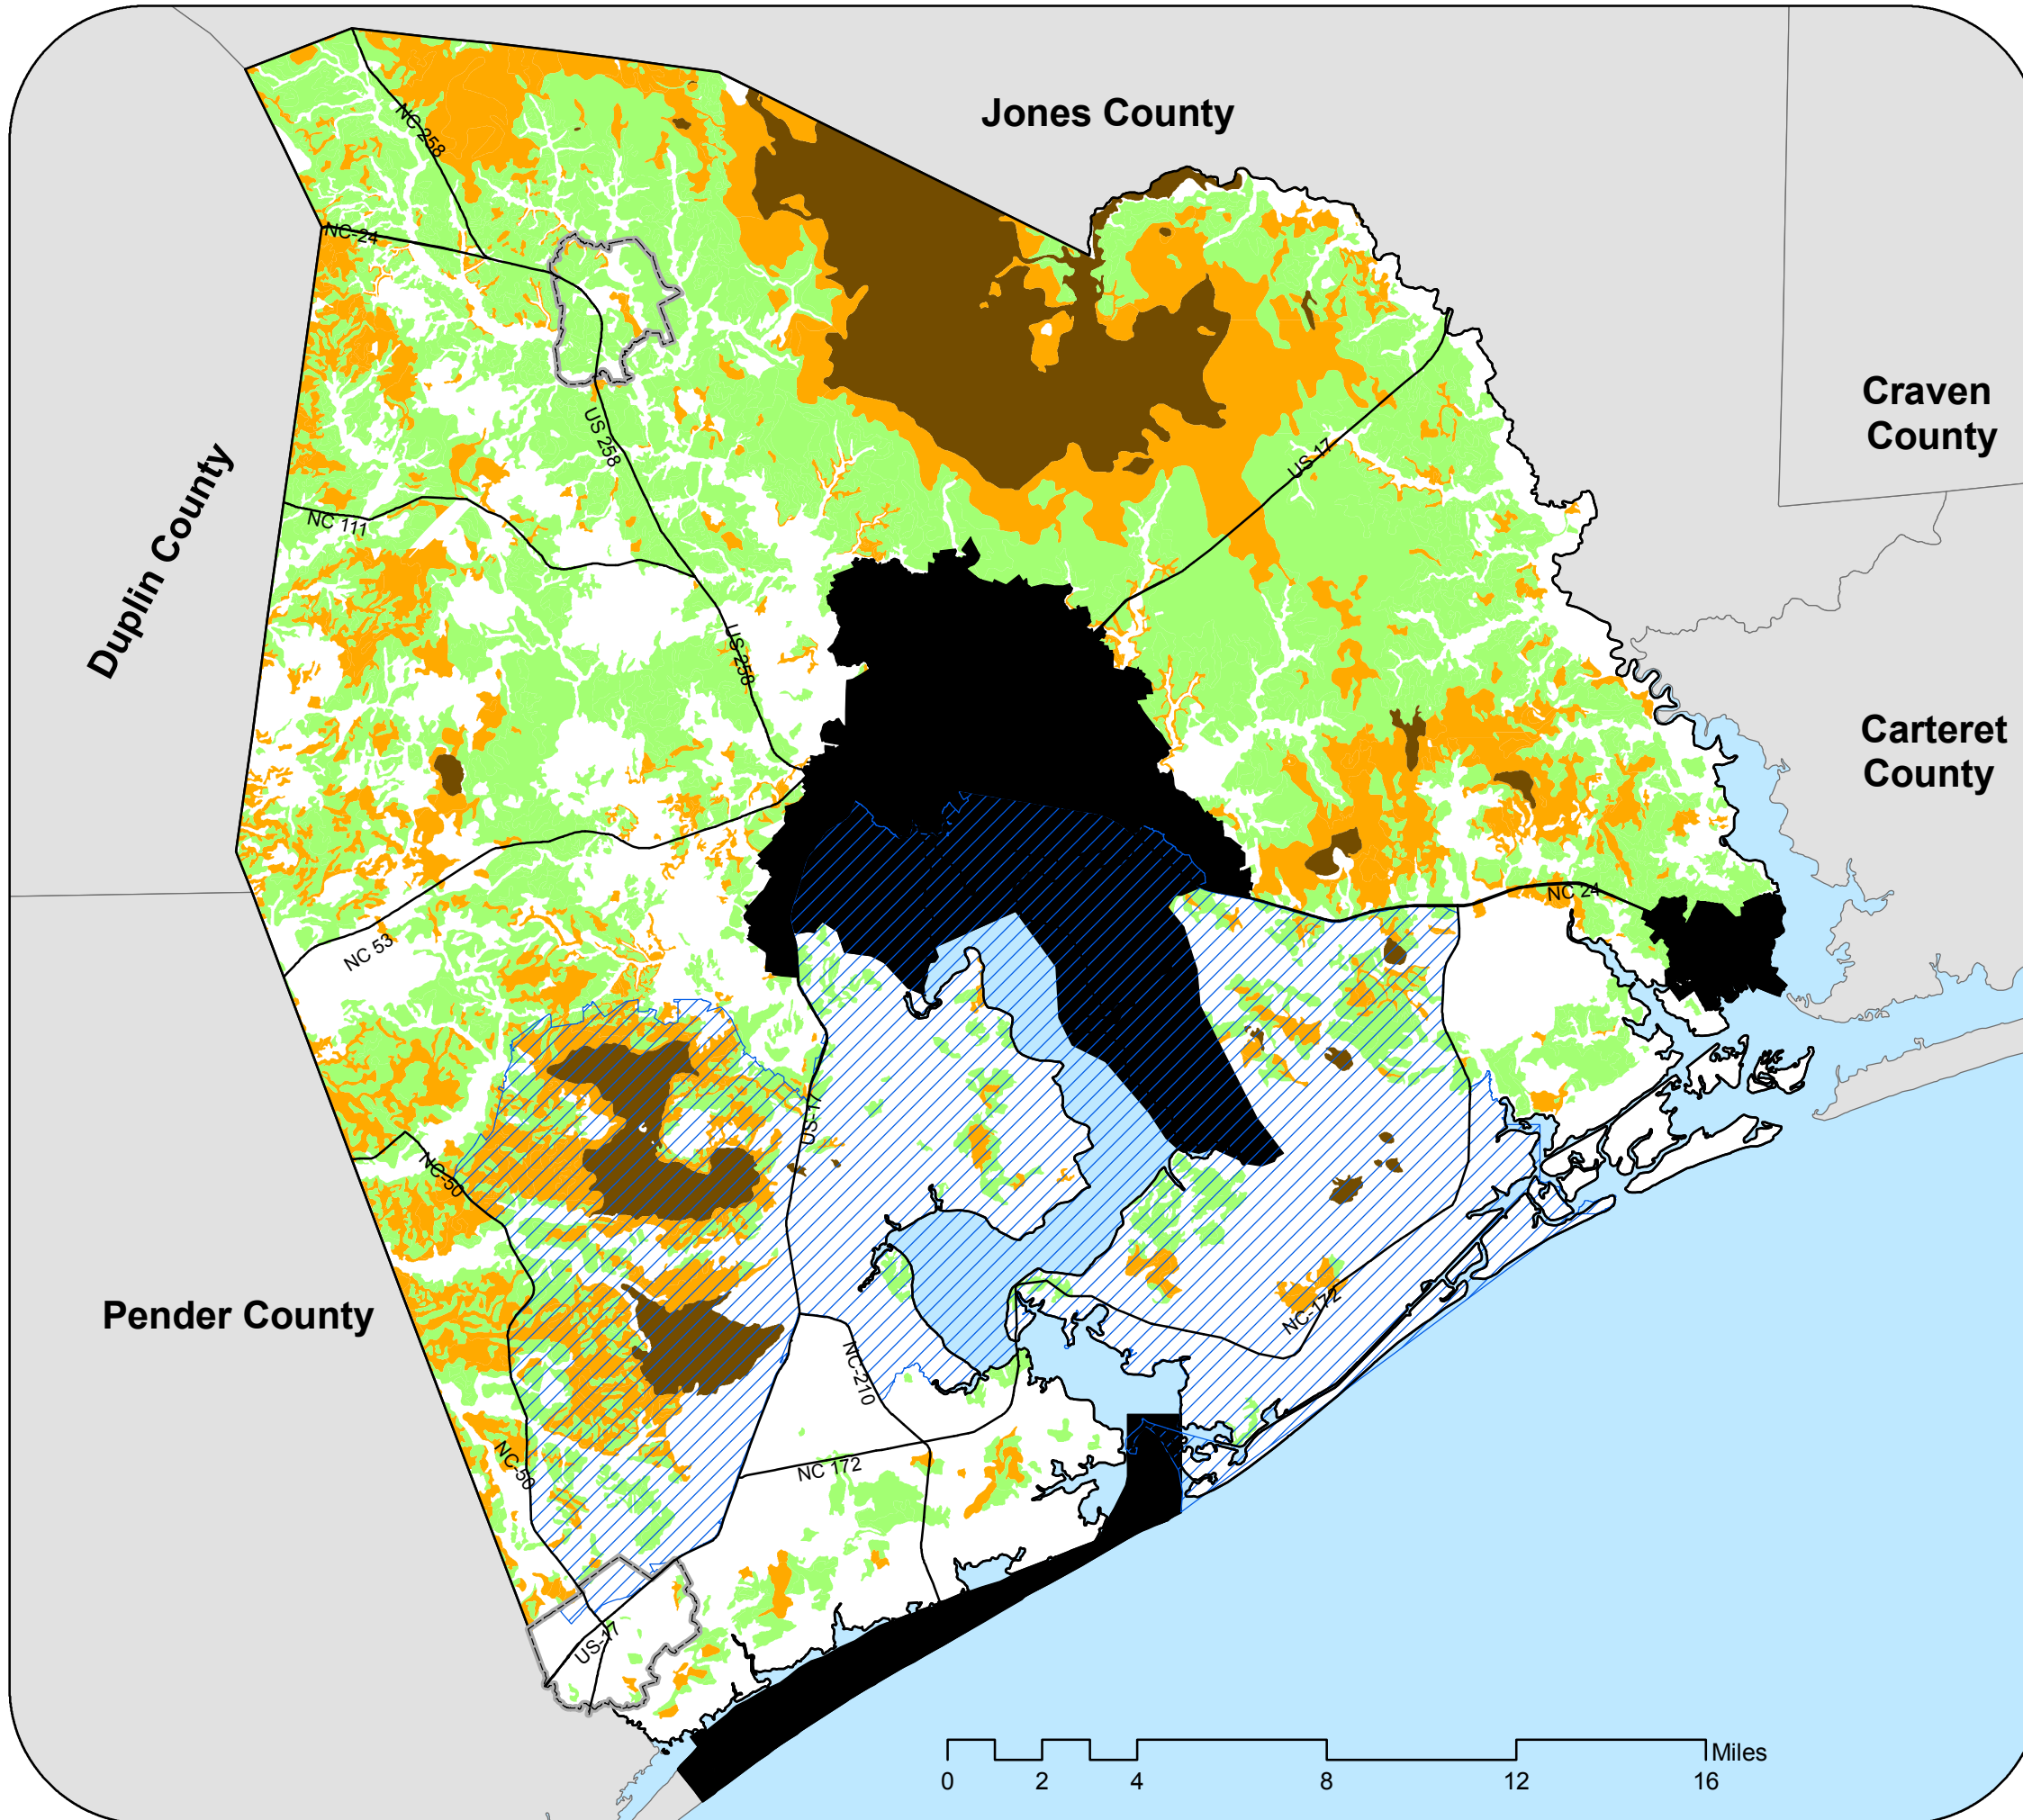 Jones County
NC 258
NC-24
Craven
County
US 258
US-17
Duplin County
NC 111
US 258
Carteret
County
NC 24
NC 53
US-17
NC-50
Pender County
NC-172
NC-210
NC-50
NC 172
US-17
Miles
0
2
4
8
12
16